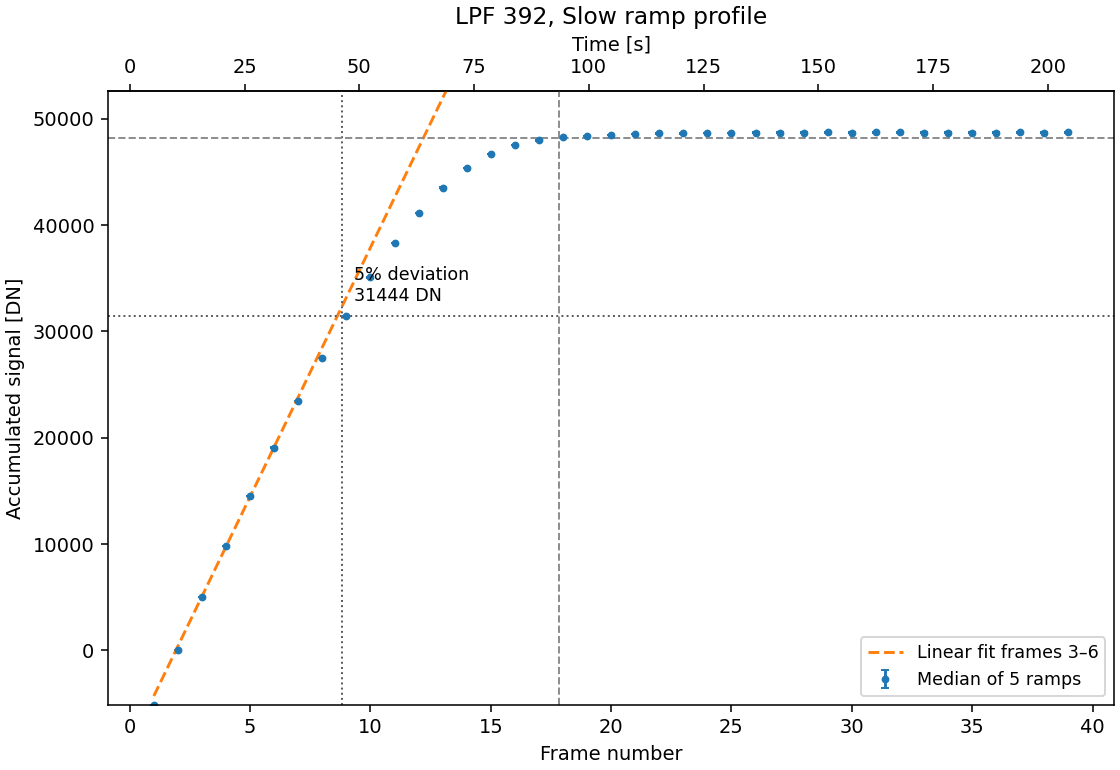 LPF 392, Slow ramp profile
Time [s]
0 25 50 75 100 125 150 175 200
50000
40000
30000
20000
10000
0
Accumulated signal [DN]
5% deviation
31444 DN
Linear fit frames 3–6
Median of 5 ramps
0 5 10 15 20 25 30 35 40
Frame number